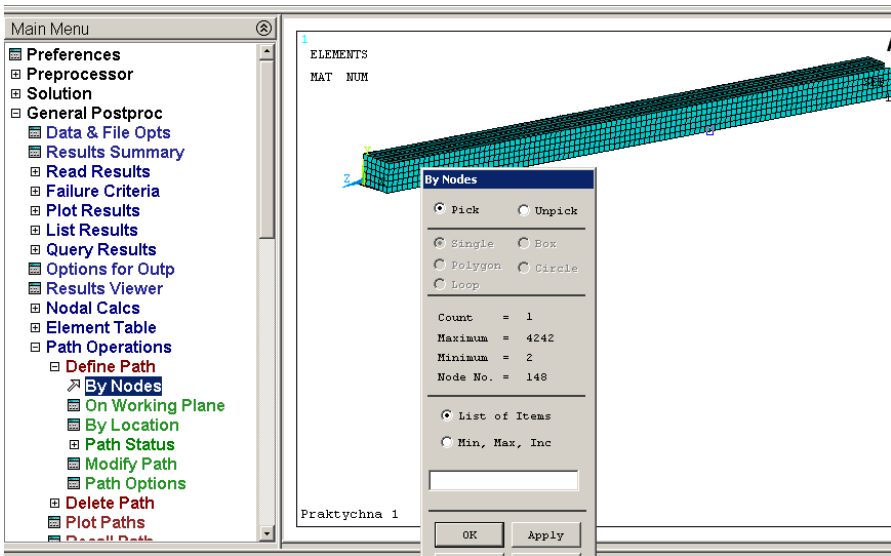 Main Menu
Preferences
Preprocessor
Solution
General Postproc
Data & File Opts
Results Summary
Read Results
Failure Criteria
Plot Results
List Results
Query Results
Options for Outp
Results Viewer
Nodal Calcs
Element Table
Path Operations
Define Path
By Nodes
On Working Plane
By Location
Path Status
Modify Path
Path Options
Delete Path
Plot Paths
Recall Path
1
ELEMENTS
MAT NUM
Y
Z
By Nodes
Pick Unpick
Single Box
Polygon Circle
Loop
Count = 1
Maximum = 4242
Minimum = 2
Node No. = 148
List of Items
Min, Max, Inc
OK Apply
Praktychna 1